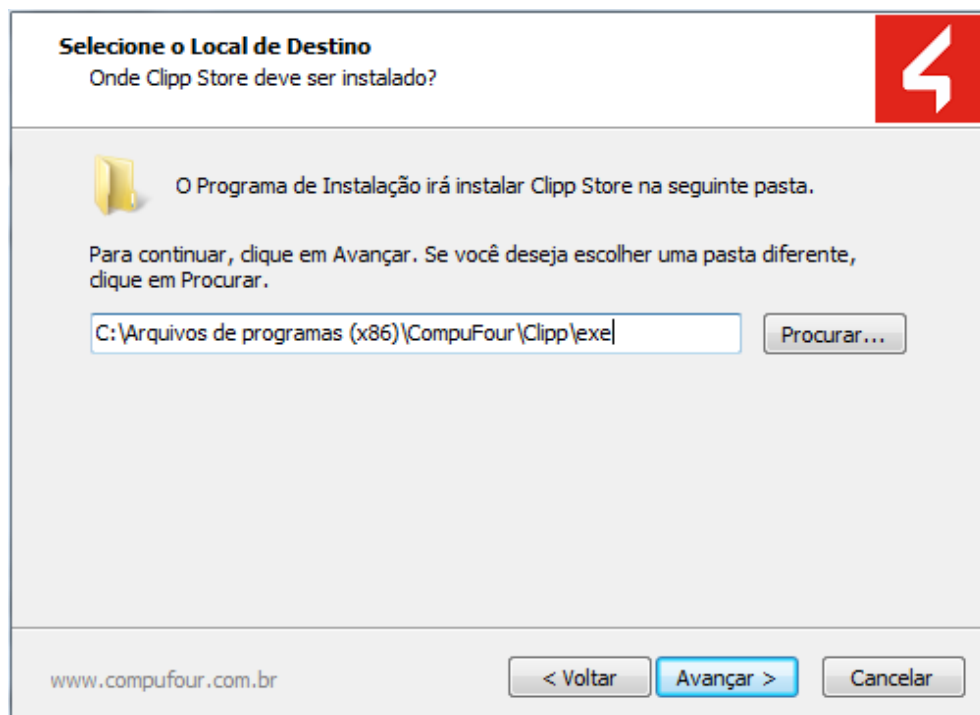 Selecione o Local de Destino
Onde Clipp Store deve ser instalado?
O Programa de Instalação irá instalar Clipp Store na seguinte pasta.
Para continuar, clique em Avançar. Se você deseja escolher uma pasta diferente,
clique em Procurar.
C:\Arquivos de programas (x86)\CompuFour\Clipp\exe
Procurar...
www.compufour.com.br
< Voltar
Avançar >
Cancelar